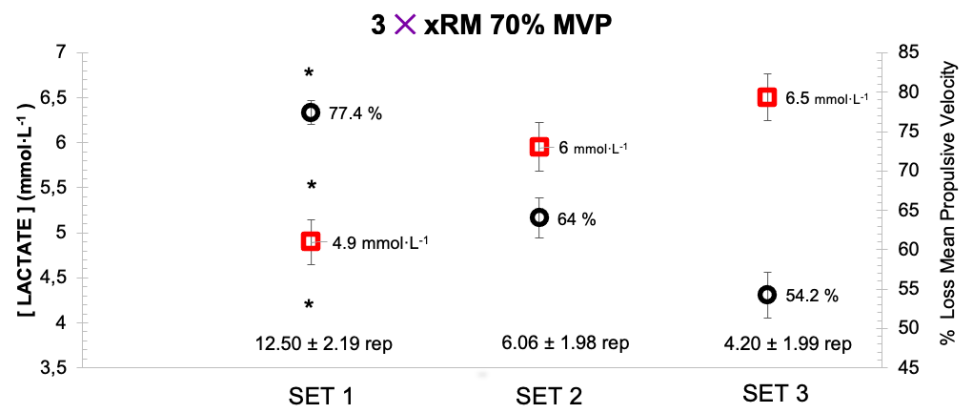 3 × xRM 70% MVP
[ LACTATE ] (mmol·L⁻¹ )
% Loss Mean Propulsive Velocity
7
6,5
6
5,5
5
4,5
4
3,5
85
80
75
70
65
60
55
50
45
*
77.4 %
*
4.9 mmol·L⁻¹
*
6 mmol·L⁻¹
64 %
6.5 mmol·L⁻¹
54.2 %
12.50 ± 2.19 rep
6.06 ± 1.98 rep
4.20 ± 1.99 rep
SET 1
SET 2
SET 3